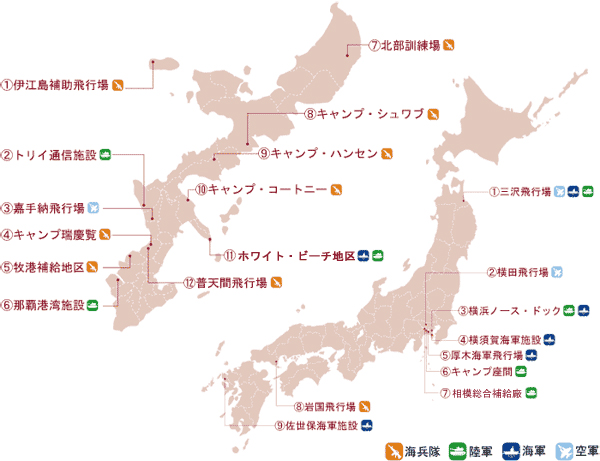 ①伊江島補助飛行場
②トリイ通信施設
③嘉手納飛行場
④キャンプ瑞慶覧
⑤牧港補給地区
⑥那覇港湾施設
⑦北部訓練場
⑧キャンプ・シュワブ
⑨キャンプ・ハンセン
⑩キャンプ・コートニー
⑪ホワイト・ビーチ地区
⑫普天間飛行場
①三沢飛行場
②横田飛行場
③横浜ノース・ドック
④横須賀海軍施設
⑤厚木海軍飛行場
⑥キャンプ座間
⑦相模総合補給廠
⑧岩国飛行場
⑨佐世保海軍施設
海兵隊 陸軍 海軍 空軍